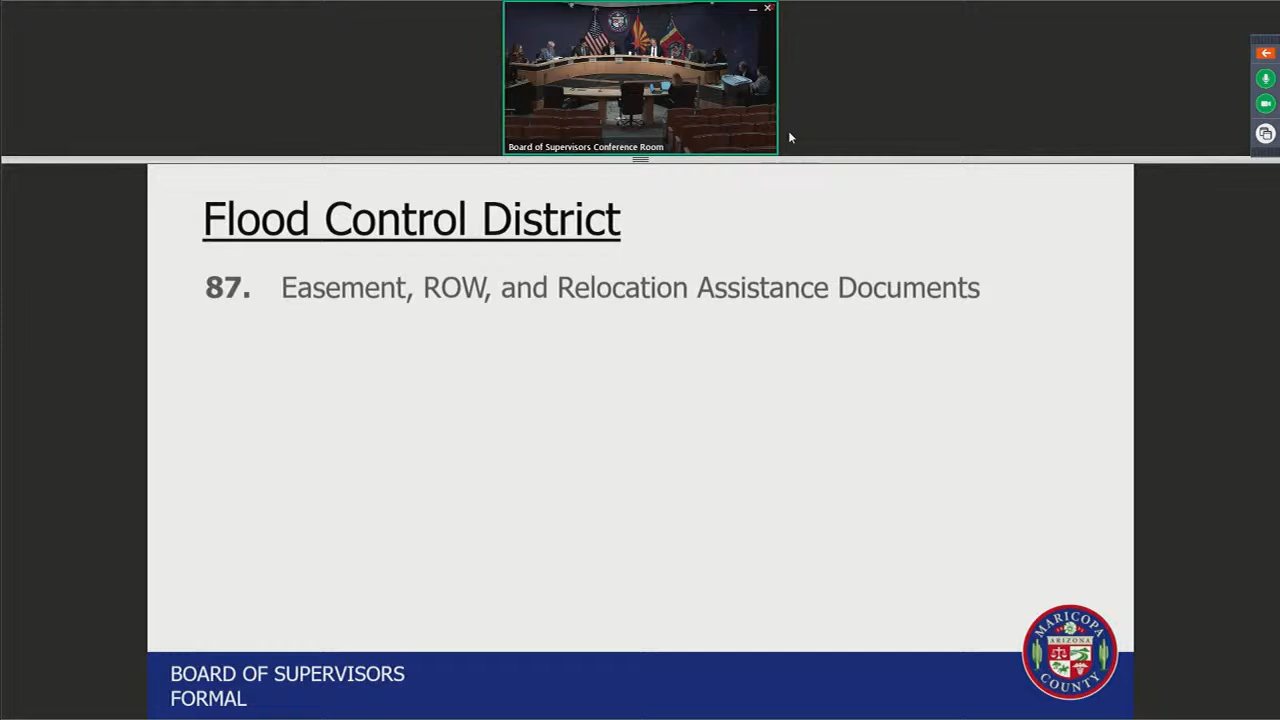 Board of Supervisors Conference Room
Flood Control District
87. Easement, ROW, and Relocation Assistance Documents
BOARD OF SUPERVISORS
FORMAL
MARICOPA
ARIZONA
COUNTY